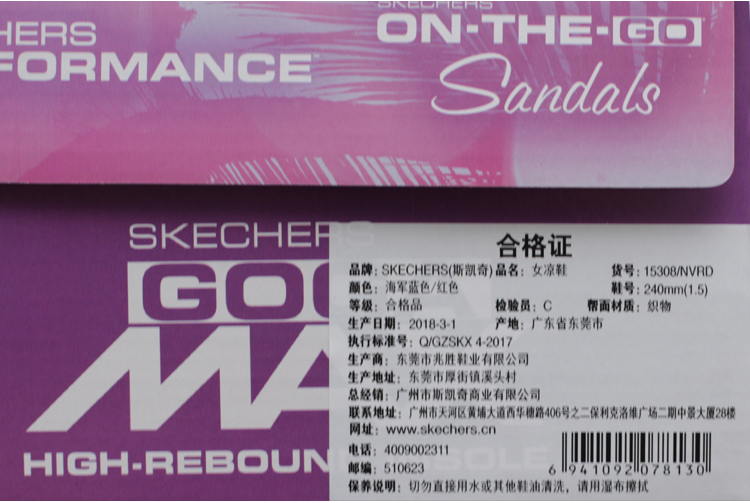 SKECHERS
HERS
ON-THE-GO
FORMANCE™
Sandals
SKECHERS
GO
MA
HIGH-REBOUN
SOLE
合格证
品牌：SKECHERS(斯凯奇) 品名：女凉鞋 货号：15308/NVRD
颜色：海军蓝色/红色 鞋号：240mm(1.5)
等级：合格品 检验员：C 帮面材质：织物
生产日期：2018-3-1 产地：广东省东莞市
执行标准号：Q/GZSKX 4-2017
生产商：东莞市兆胜鞋业有限公司
生产地址：东莞市厚街镇溪头村
总经销：广州市斯凯奇商业有限公司
联系地址：广州市天河区黄埔大道西华穗路406号之二保利克洛维广场二期中景大厦28楼
网址：www.skechers.cn
电话：4009002311
邮编：510623
6 941092 078130
保养说明：切勿直接用水或其他鞋油清洗，请用湿布擦拭